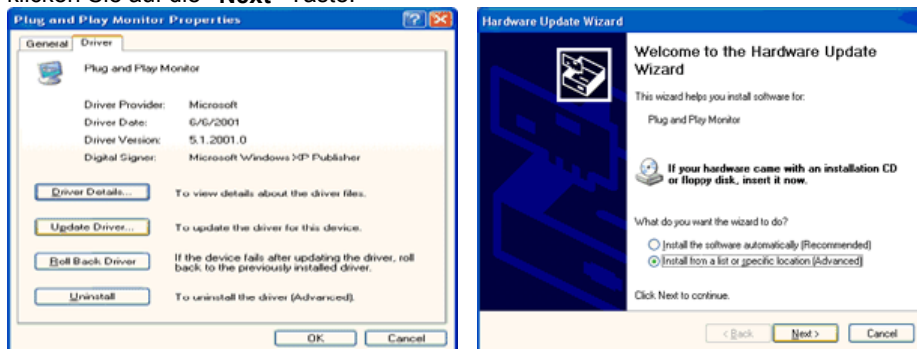 klicken Sie auf die "Next"-Taste.
Plug and Play Monitor Properties
General
Driver
Plug and Play Monitor
Driver Provider: Microsoft
Driver Date: 6/6/2001
Driver Version: 5.1.2001.0
Digital Signer: Microsoft Windows XP Publisher
Driver Details... To view details about the driver files.
Update Driver... To update the driver for this device.
Roll Back Driver If the device fails after updating the driver, roll
back to the previously installed driver.
Uninstall To uninstall the driver (Advanced).
OK Cancel
Hardware Update Wizard
Welcome to the Hardware Update
Wizard
This wizard helps you install software for:
Plug and Play Monitor
If your hardware came with an installation CD
or floppy disk, insert it now.
What do you want the wizard to do?
Install the software automatically (Recommended)
Install from a list or specific location (Advanced)
Click Next to continue.
< Back Next > Cancel